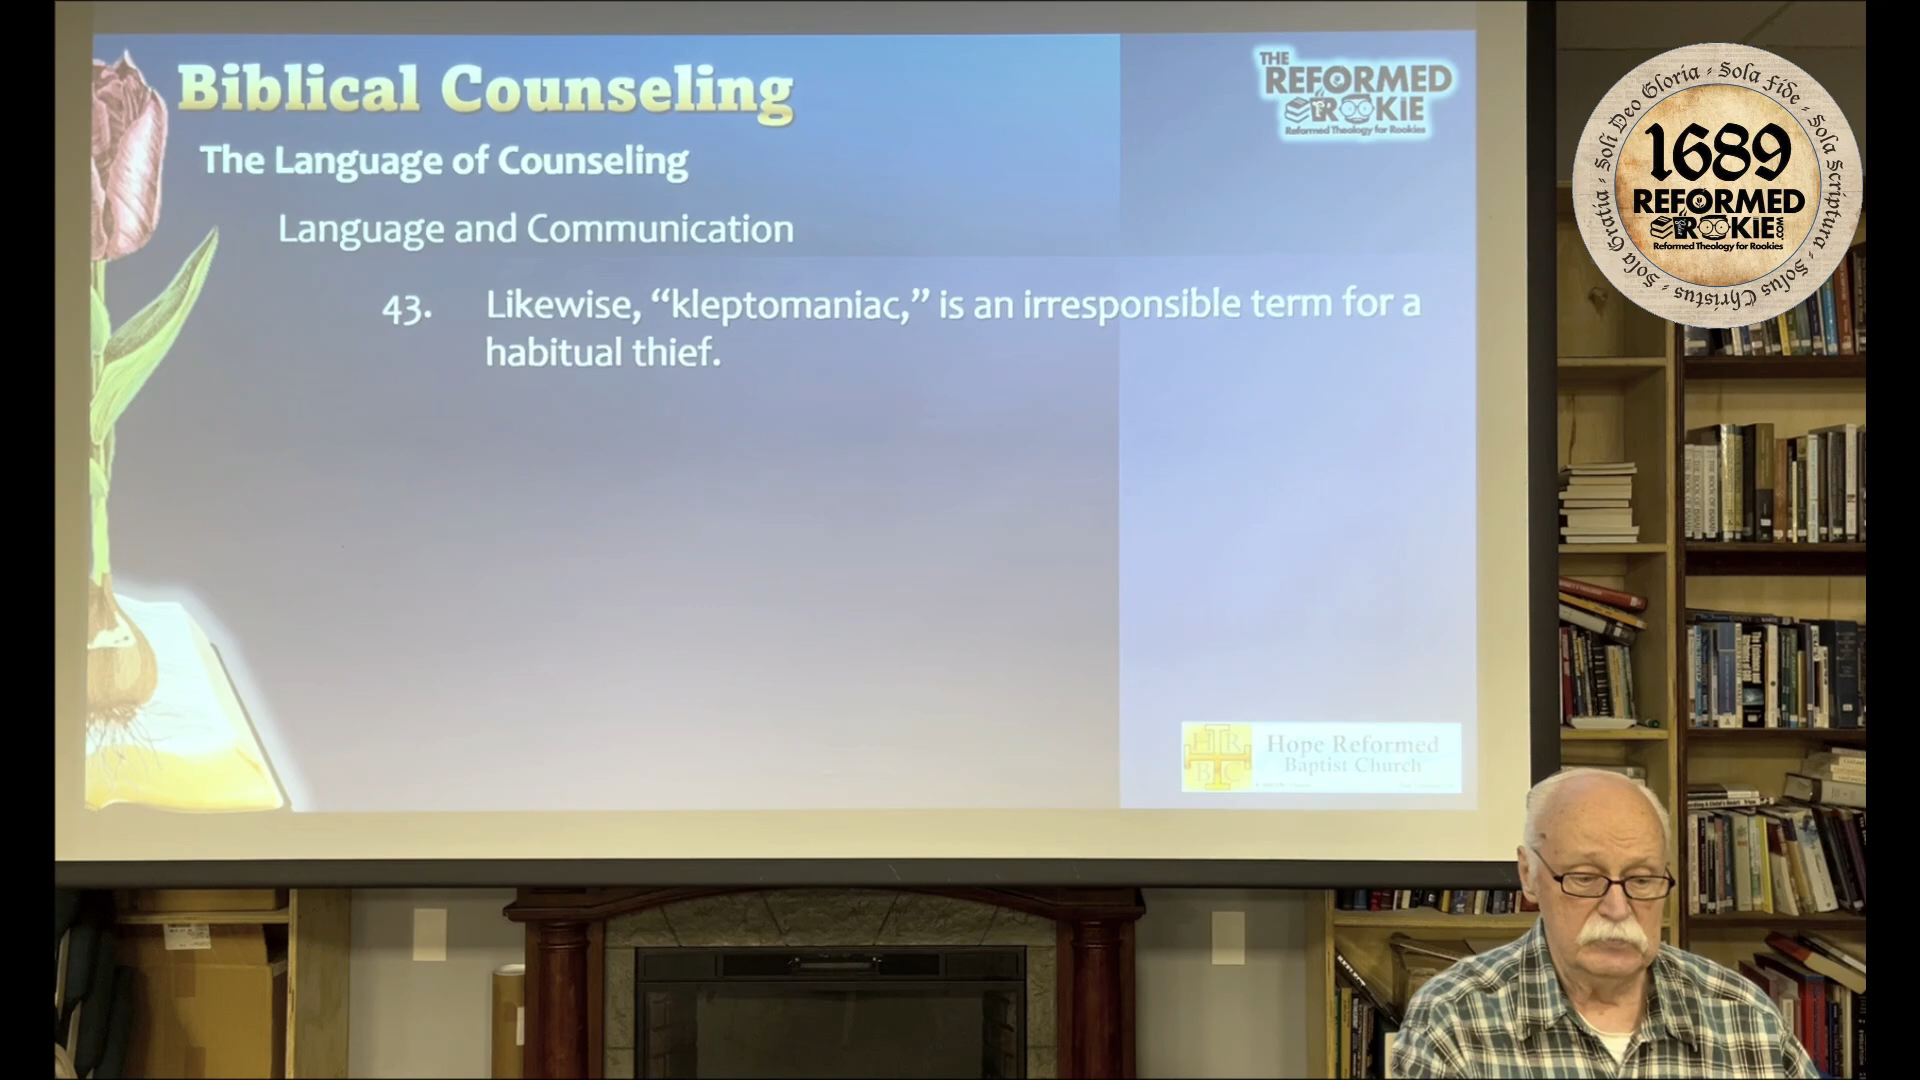 Biblical Counseling
The Language of Counseling
Language and Communication
43. Likewise, “kleptomaniac,” is an irresponsible term for a
habitual thief.
THE
REFORMED
ROOKIE
Reformed Theology for Rookies
HRBC
Hope Reformed
Baptist Church
Soli Deo Gloria - Sola Fide - Sola Scriptura - Solus Christus - Sola Gratia -
1689
REFORMED
ROOKIE.COM
Reformed Theology for Rookies